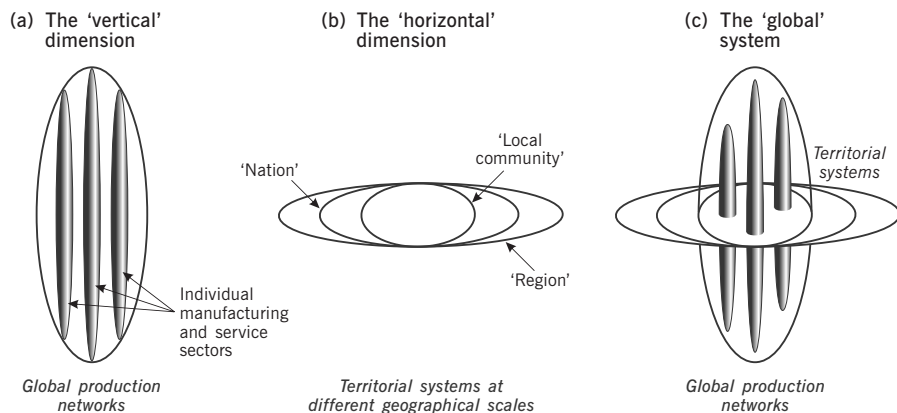 (a) The ‘vertical’
dimension
(b) The ‘horizontal’
dimension
(c) The ‘global’
system
‘Nation’
‘Local
community’
‘Region’
Territorial
systems
Individual
manufacturing
and service
sectors
Global production
networks
Territorial systems at
different geographical scales
Global production
networks